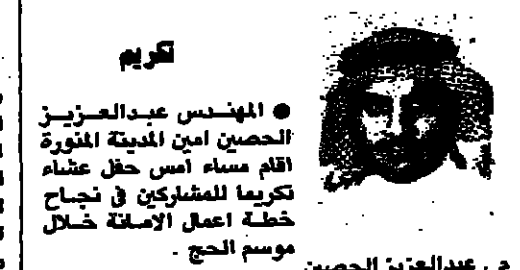 تكريم
● المهندس عبدالعزيز
الحصين امين المدينة المنورة
اقام مساء امس حفل عشاء
تكريما للمشاركين في نجاح
خطة اعمال الامانة خلال
موسم الحج .
م . عبدالعزيز الحصين